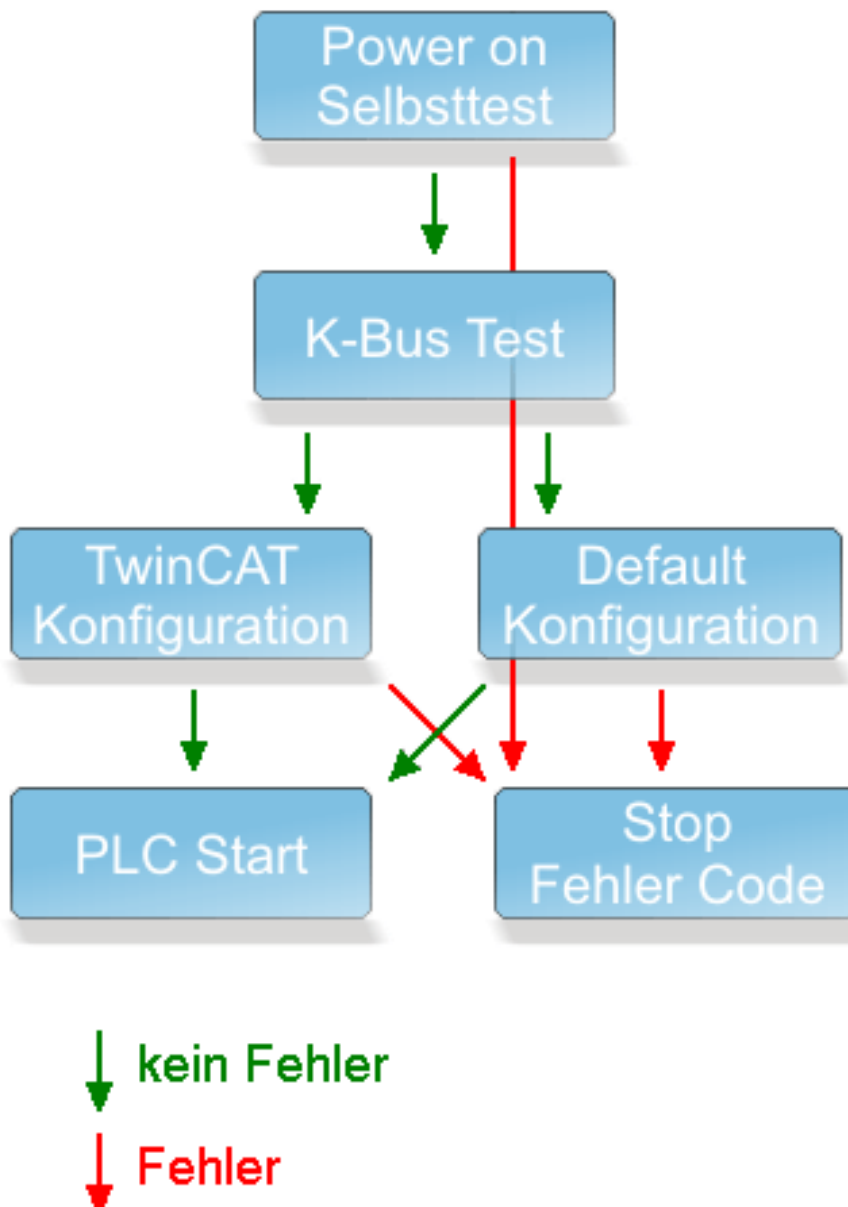 Power on
Selbsttest
K-Bus Test
TwinCAT
Konfiguration
Default
Konfiguration
PLC Start
Stop
Fehler Code
kein Fehler
Fehler